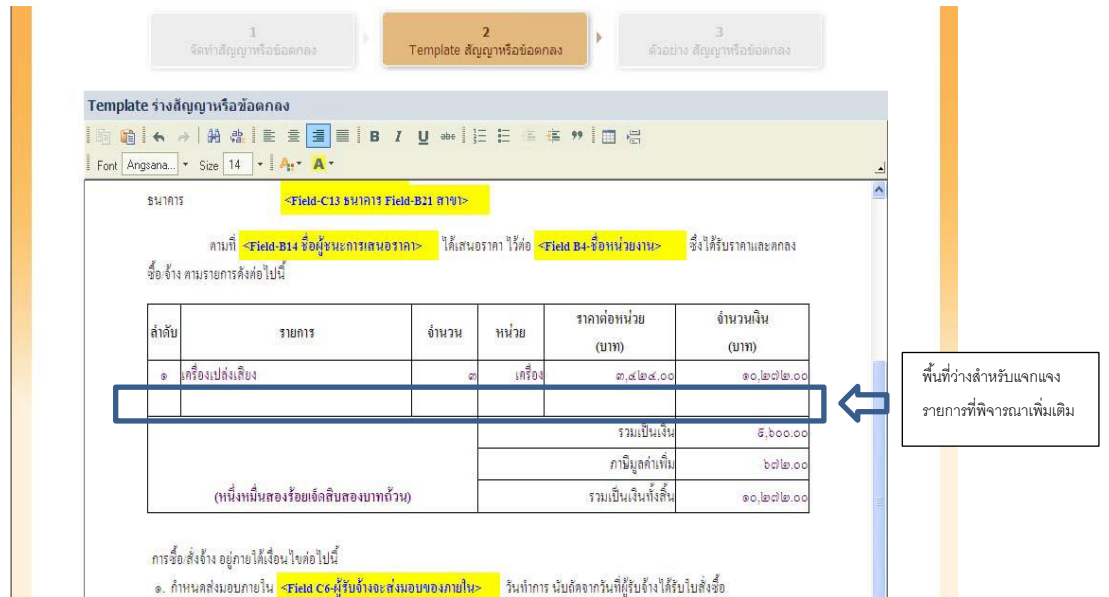 1
จัดทำสัญญาหรือข้อตกลง
2
Template สัญญาหรือข้อตกลง
3
ตัวอย่าง สัญญาหรือข้อตกลง
Template ร่างสัญญาหรือข้อตกลง
B I U abc
Font Angsana... Size 14 A A
ธนาคาร <Field-C13 ธนาคาร Field-B21 สาขา>
ตามที่ <Field-B14 ชื่อผู้ชนะการเสนอราคา> ได้เสนอราคา ไว้ต่อ <Field B4-ชื่อหน่วยงาน> ซึ่งได้รับราคาและตกลง
ซื้อ/จ้าง ตามรายการดังต่อไปนี้
ลำดับ รายการ จำนวน หน่วย ราคาต่อหน่วย (บาท) จำนวนเงิน (บาท)
๑ เครื่องเปล่งเสียง ๓ เครื่อง ๓,๔๒๔.๐๐ ๑๐,๒๗๒.๐๐
พื้นที่ว่างสำหรับแจกแจง
รายการที่พิจารณาเพิ่มเติม
รวมเป็นเงิน ๙,๖๐๐.๐๐
ภาษีมูลค่าเพิ่ม ๖๗๒.๐๐
(หนึ่งหมื่นสองร้อยเจ็ดสิบสองบาทถ้วน) รวมเป็นเงินทั้งสิ้น ๑๐,๒๗๒.๐๐
การซื้อ/สั่งจ้าง อยู่ภายใต้เงื่อนไขต่อไปนี้
๑. กำหนดส่งมอบภายใน <Field C6-ผู้รับจ้างจะส่งมอบของภายใน> วันทำการ นับถัดจากวันที่ผู้รับจ้างได้รับใบสั่งซื้อ